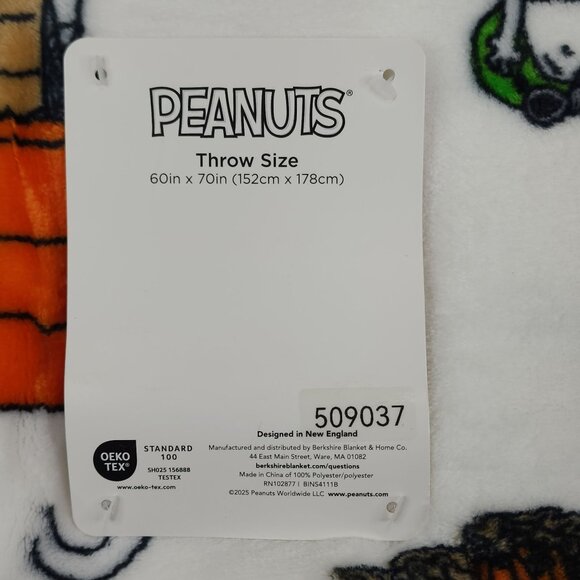 PEANUTS®
Throw Size
60in x 70in (152cm x 178cm)
509037
Designed in New England
Manufactured and distributed by Berkshire Blanket & Home Co.
44 East Main Street, Ware, MA 01082
berkshireblanket.com/questions
Made in China of 100% Polyester/polyester
RN102877 | BINS4111B
©2025 Peanuts Worldwide LLC www.peanuts.com
OEKO
TEX®
STANDARD
100
SH025 156888
TESTEX
www.oeko-tex.com